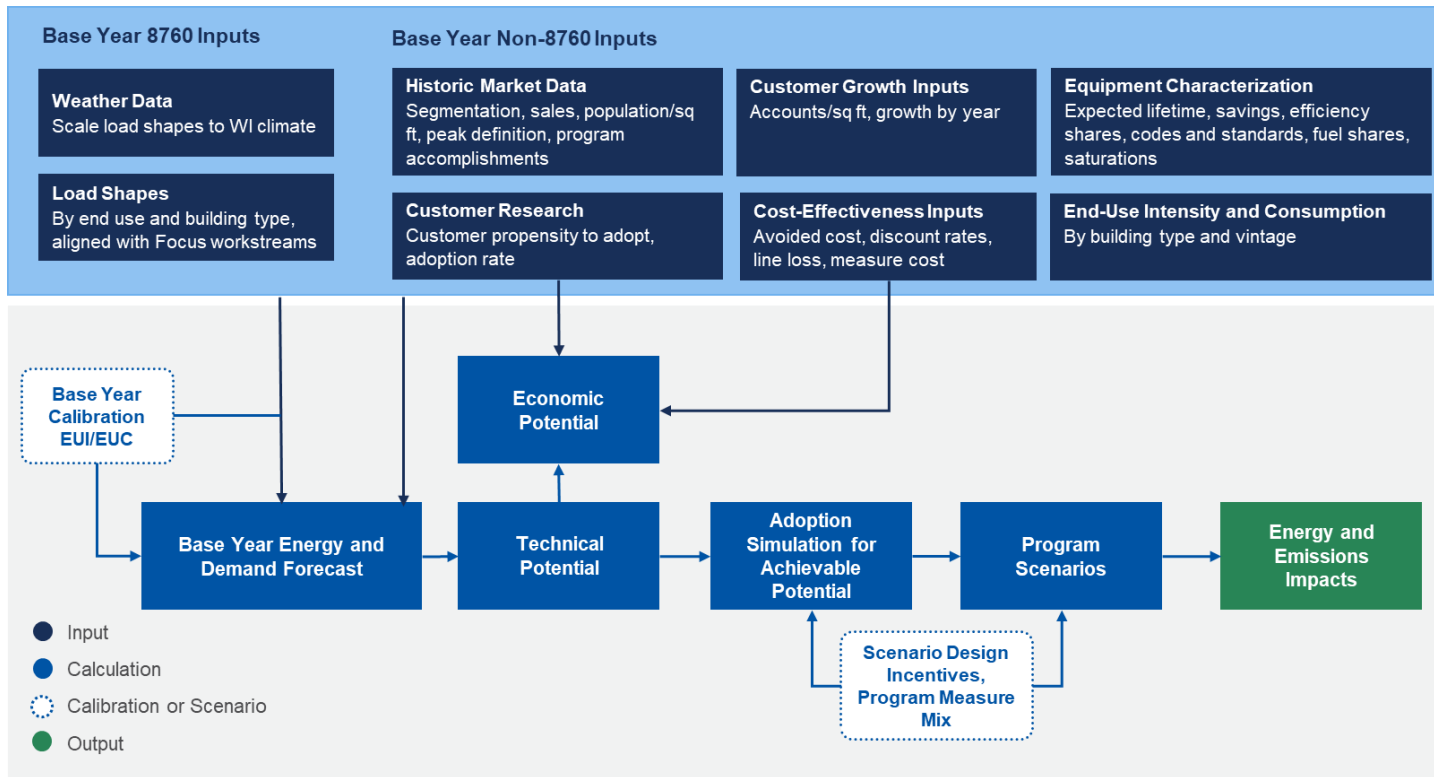 Base Year 8760 Inputs
Weather Data
Scale load shapes to WI climate
Load Shapes
By end use and building type,
aligned with Focus workstreams
Base Year Non-8760 Inputs
Historic Market Data
Segmentation, sales, population/sq
ft, peak definition, program
accomplishments
Customer Growth Inputs
Accounts/sq ft, growth by year
Equipment Characterization
Expected lifetime, savings, efficiency
shares, codes and standards, fuel shares,
saturations
Customer Research
Customer propensity to adopt,
adoption rate
Cost-Effectiveness Inputs
Avoided cost, discount rates,
line loss, measure cost
End-Use Intensity and Consumption
By building type and vintage
Base Year
Calibration
EUI/EUC
Economic
Potential
Base Year Energy and
Demand Forecast
Technical
Potential
Adoption
Simulation for
Achievable
Potential
Program
Scenarios
Energy and
Emissions
Impacts
Scenario Design
Incentives,
Program Measure
Mix
Input
Calculation
Calibration or Scenario
Output